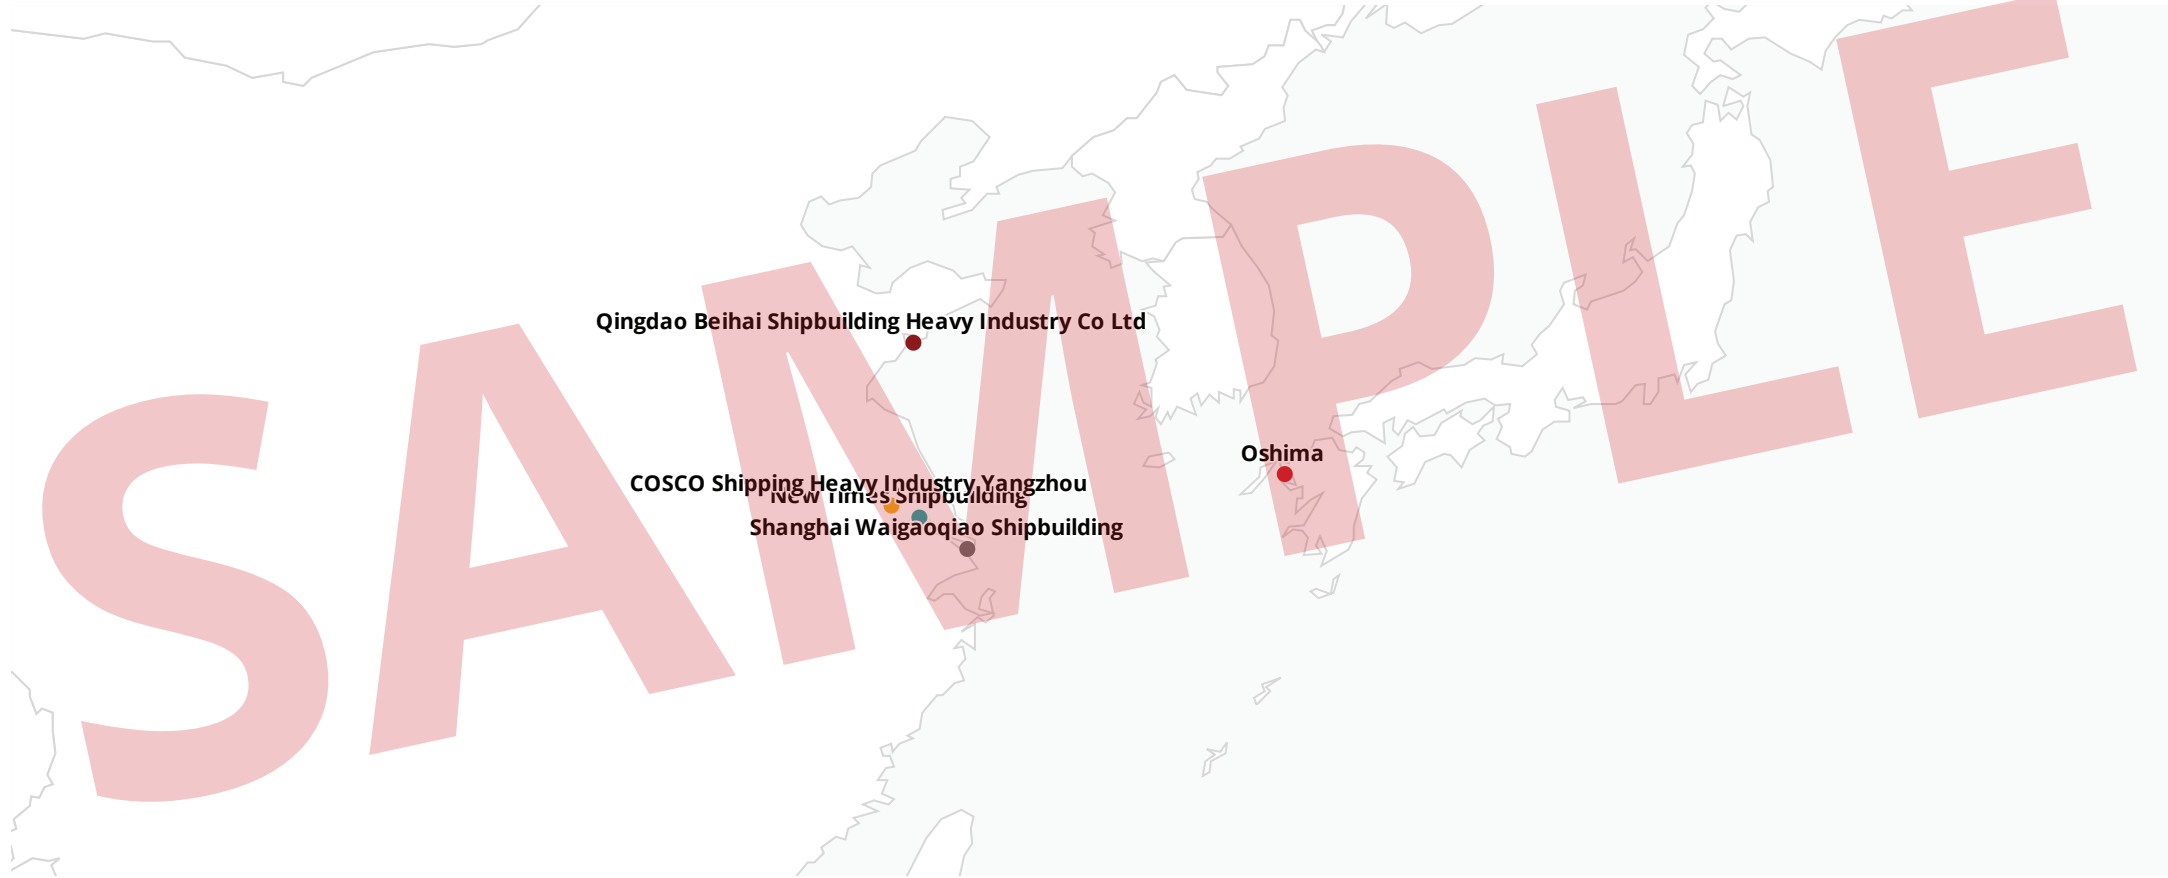 SAMPLE
Qingdao Beihai Shipbuilding Heavy Industry Co Ltd
Oshima
COSCO Shipping Heavy Industry Yangzhou
New Times Shipbuilding
Shanghai Waigaoqiao Shipbuilding